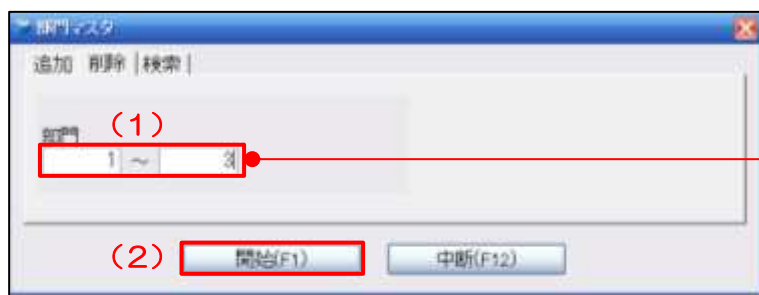 部門マスタ
追加 削除 | 検索 |
(1)
部門
1 ～ 3
(2) 開始(F1) 中断(F12)